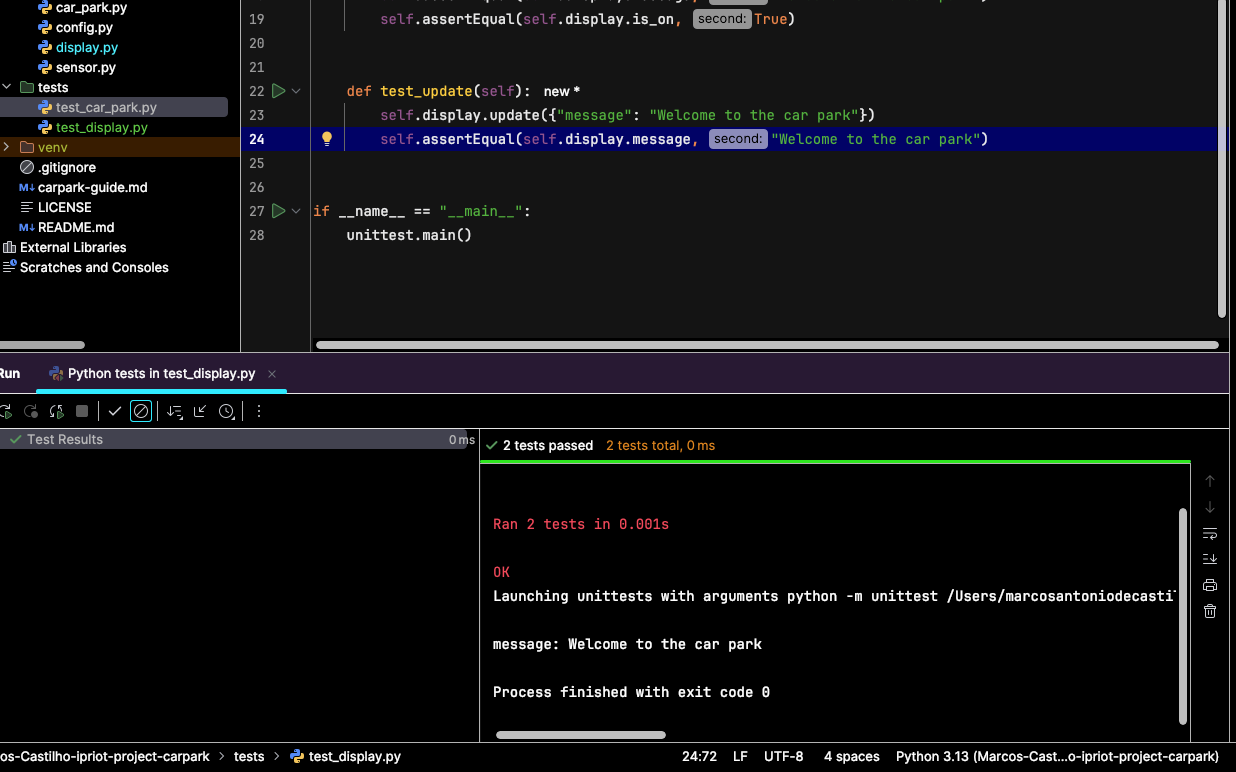 car_park.py
config.py
display.py
sensor.py
tests
test_car_park.py
test_display.py
venv
.gitignore
M↓ carpark-guide.md
LICENSE
M↓ README.md
External Libraries
Scratches and Consoles
19 self.assertEqual(self.display.is_on, second: True)
20
21
22 def test_update(self): new *
23 self.display.update({"message": "Welcome to the car park"})
24 self.assertEqual(self.display.message, second: "Welcome to the car park")
25
26
27 if __name__ == "__main__":
28 unittest.main()
Run Python tests in test_display.py
Test Results 0 ms
2 tests passed 2 tests total, 0 ms
Ran 2 tests in 0.001s
OK
Launching unittests with arguments python -m unittest /Users/marcosantoniodecasti
message: Welcome to the car park
Process finished with exit code 0
os-Castilho-ipriot-project-carpark > tests > test_display.py
24:72 LF UTF-8 4 spaces Python 3.13 (Marcos-Cast...o-ipriot-project-carpark)